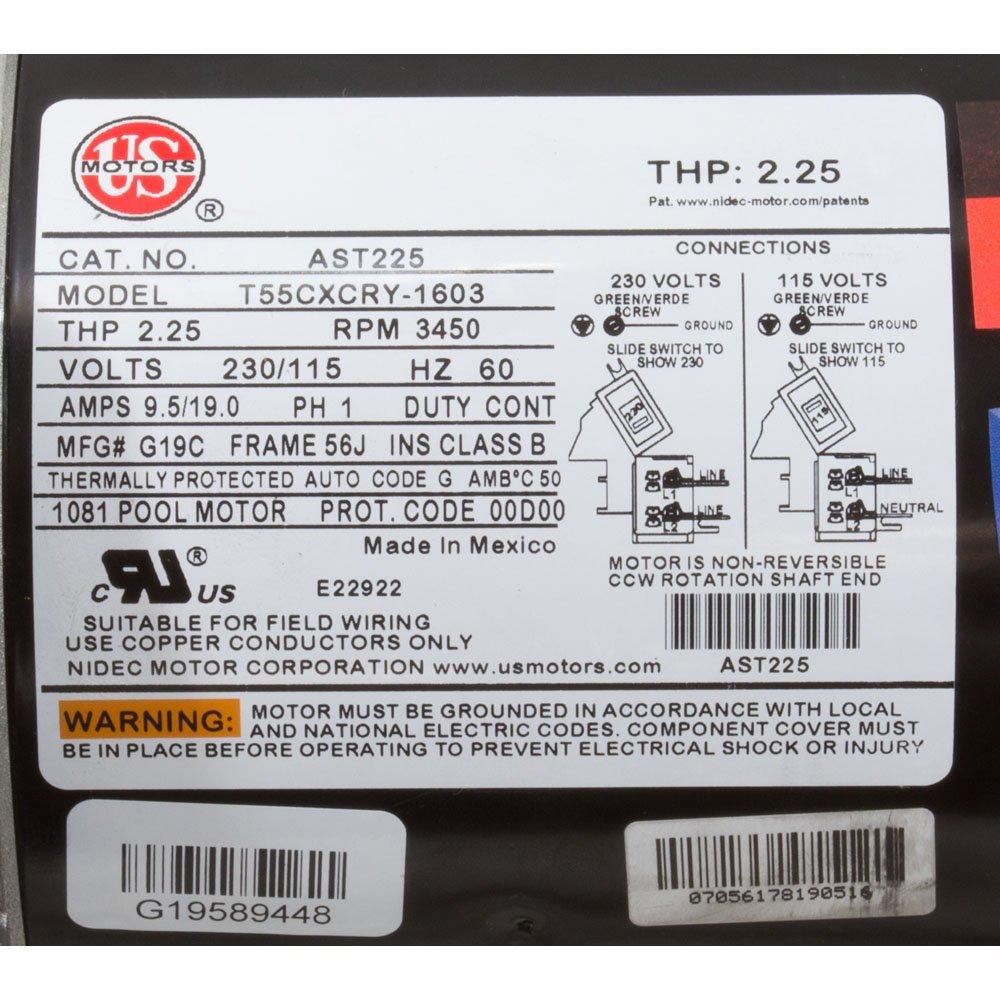 US
MOTORS
®
THP: 2.25
Pat. www.nidec-motor.com/patents
CAT. NO. AST225
MODEL T55CXCRY-1603
THP 2.25 RPM 3450
VOLTS 230/115 HZ 60
AMPS 9.5/19.0 PH 1 DUTY CONT
MFG# G19C FRAME 56J INS CLASS B
THERMALLY PROTECTED AUTO CODE G AMB°C 50
1081 POOL MOTOR PROT. CODE 00D00
Made In Mexico
c RU ® US E22922
SUITABLE FOR FIELD WIRING
USE COPPER CONDUCTORS ONLY
NIDEC MOTOR CORPORATION www.usmotors.com
CONNECTIONS
230 VOLTS
GREEN/VERDE
SCREW
GROUND
SLIDE SWITCH TO
SHOW 230
230
LINE
L1
LINE
L2
115 VOLTS
GREEN/VERDE
SCREW
GROUND
SLIDE SWITCH TO
SHOW 115
115
LINE
L1
NEUTRAL
L2
MOTOR IS NON-REVERSIBLE
CCW ROTATION SHAFT END
AST225
WARNING: MOTOR MUST BE GROUNDED IN ACCORDANCE WITH LOCAL
AND NATIONAL ELECTRIC CODES. COMPONENT COVER MUST
BE IN PLACE BEFORE OPERATING TO PREVENT ELECTRICAL SHOCK OR INJURY
G19589448
07056178190516